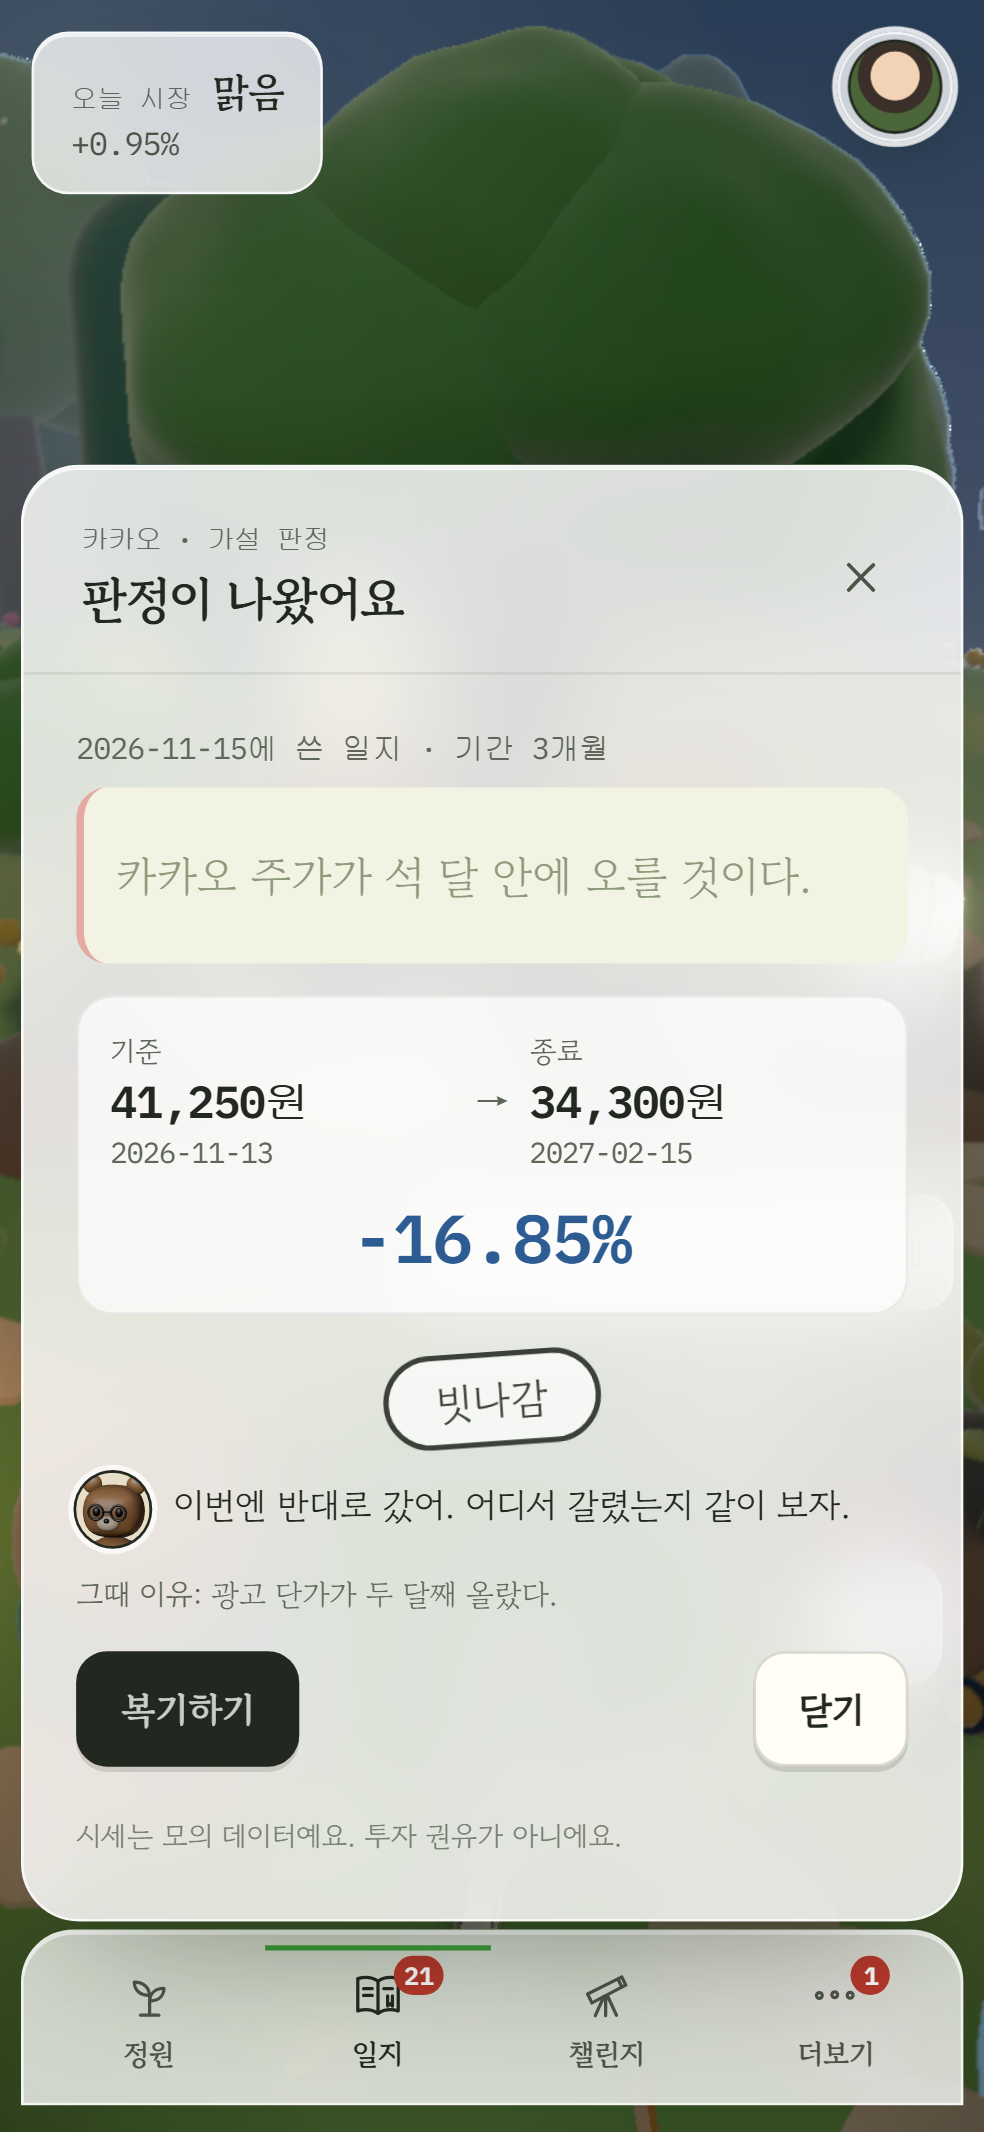 오늘 시장 맑음
+0.95%
카카오 · 가설 판정
판정이 나왔어요
2026-11-15에 쓴 일지 · 기간 3개월
카카오 주가가 석 달 안에 오를 것이다.
기준
41,250원
2026-11-13
→
종료
34,300원
2027-02-15
-16.85%
빗나감
이번엔 반대로 갔어. 어디서 갈렸는지 같이 보자.
그때 이유: 광고 단가가 두 달째 올랐다.
복기하기
닫기
시세는 모의 데이터예요. 투자 권유가 아니에요.
정원
21
일지
챌린지
1
더보기